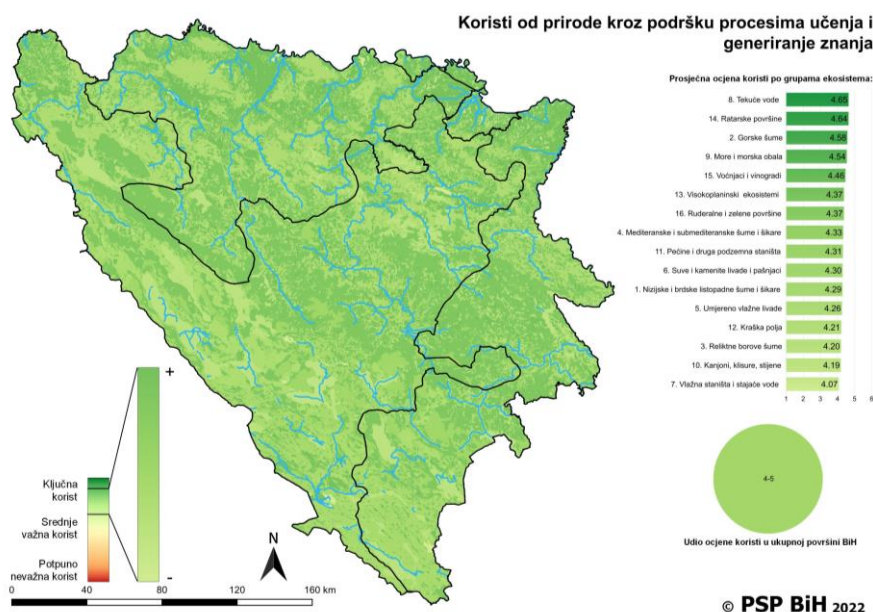 Koristi od prirode kroz podršku procesima učenja i
generiranje znanja
Prosječna ocjena koristi po grupama ekosistema:
8. Tekuće vode 4.65
14. Ratarske površine 4.64
2. Gorske šume 4.58
9. More i morska obala 4.54
15. Voćnjaci i vinogradi 4.46
13. Visokoplaninski ekosistemi 4.37
16. Ruderalne i zelene površine 4.37
4. Mediteranske i submediteranske šume i šikare 4.33
11. Pećine i druga podzemna staništa 4.31
6. Suve i kamenite livade i pašnjaci 4.30
1. Nizijske i brdske listopadne šume i šikare 4.29
5. Umjereno vlažne livade 4.26
12. Kraška polja 4.21
3. Reliktne borove šume 4.20
10. Kanjoni, klisure, stijene 4.19
7. Vlažna staništa i stajaće vode 4.07
1 2 3 4 5 6
4-5
Udio ocjene koristi u ukupnoj površini BiH
+
-
Ključna
korist
Srednje
važna korist
Potpuno
nevažna korist
N
0 40 80 120 160 km
© PSP BiH 2022